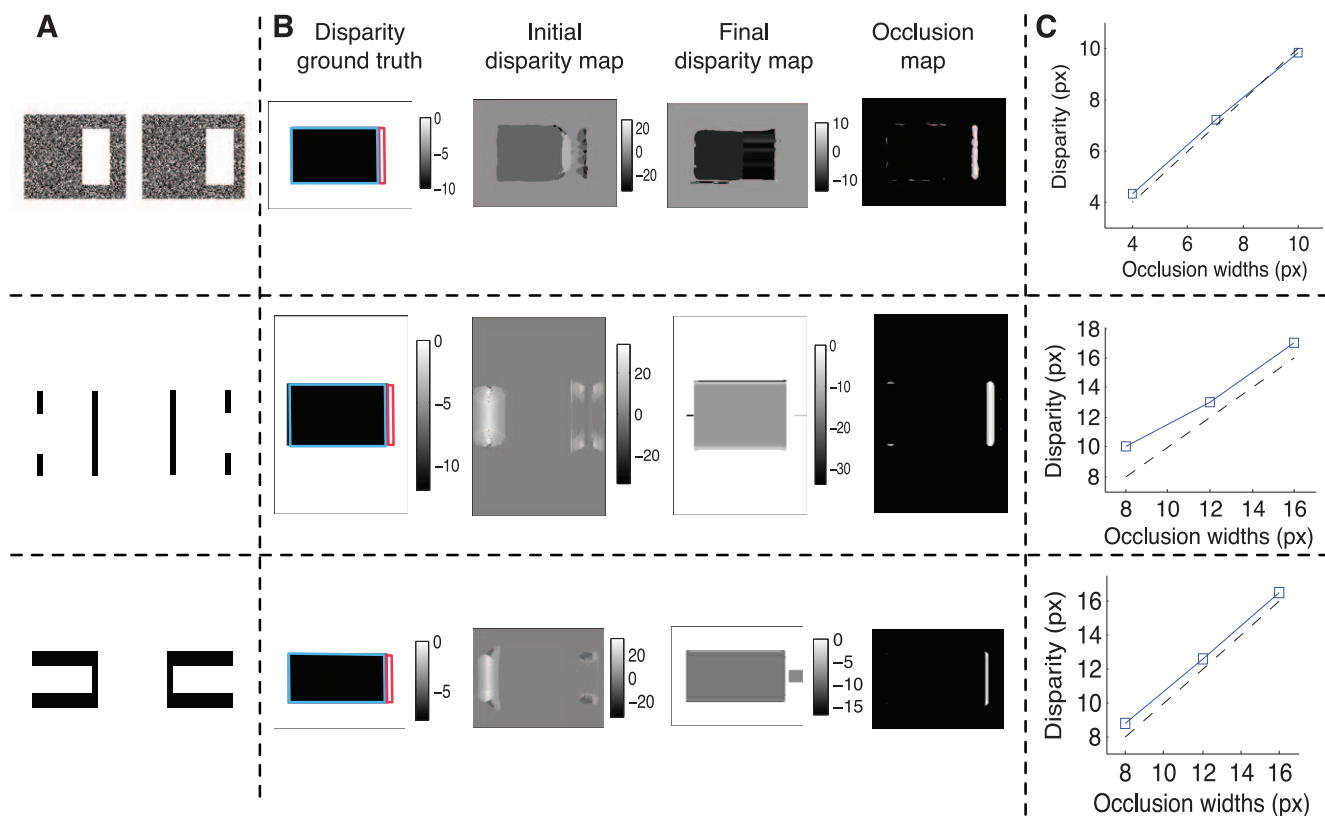 A
B
C
Disparity
ground truth
Initial
disparity map
Final
disparity map
Occlusion
map
0
−5
−10
20
0
−20
10
0
−10
10
8
6
4
Disparity (px)
4 6 8 10
Occlusion widths (px)
0
−5
−10
20
0
−20
0
−10
−20
−30
18
16
14
12
10
8
Disparity (px)
8 10 12 14 16
Occlusion widths (px)
0
−5
20
0
−20
0
−5
−10
−15
16
14
12
10
8
Disparity (px)
8 10 12 14 16
Occlusion widths (px)